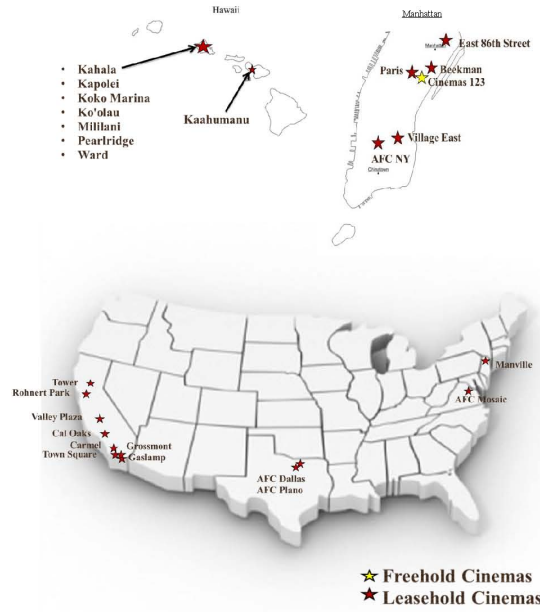 Hawaii
Manhattan
• Kahala
• Kapolei
• Koko Marina
• Ko'olau
• Mililani
• Pearlridge
• Ward
Kaahumanu
East 86th Street
Manhattan
Paris
Beekman
Cinemas 123
Village East
AFC NY
Chinatown
Manville
AFC Mosaic
Tower
Rohnert Park
Valley Plaza
Cal Oaks
Carmel
Grossmont
Town Square
Gaslamp
AFC Dallas
AFC Plano
Freehold Cinemas
Leasehold Cinemas